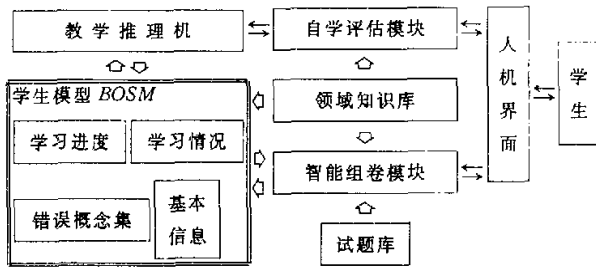 教学推理机
自学评估模块
人机界面
学生
学生模型 BOSM
领域知识库
学习进度
学习情况
智能组卷模块
错误概念集
基本
信息
试题库